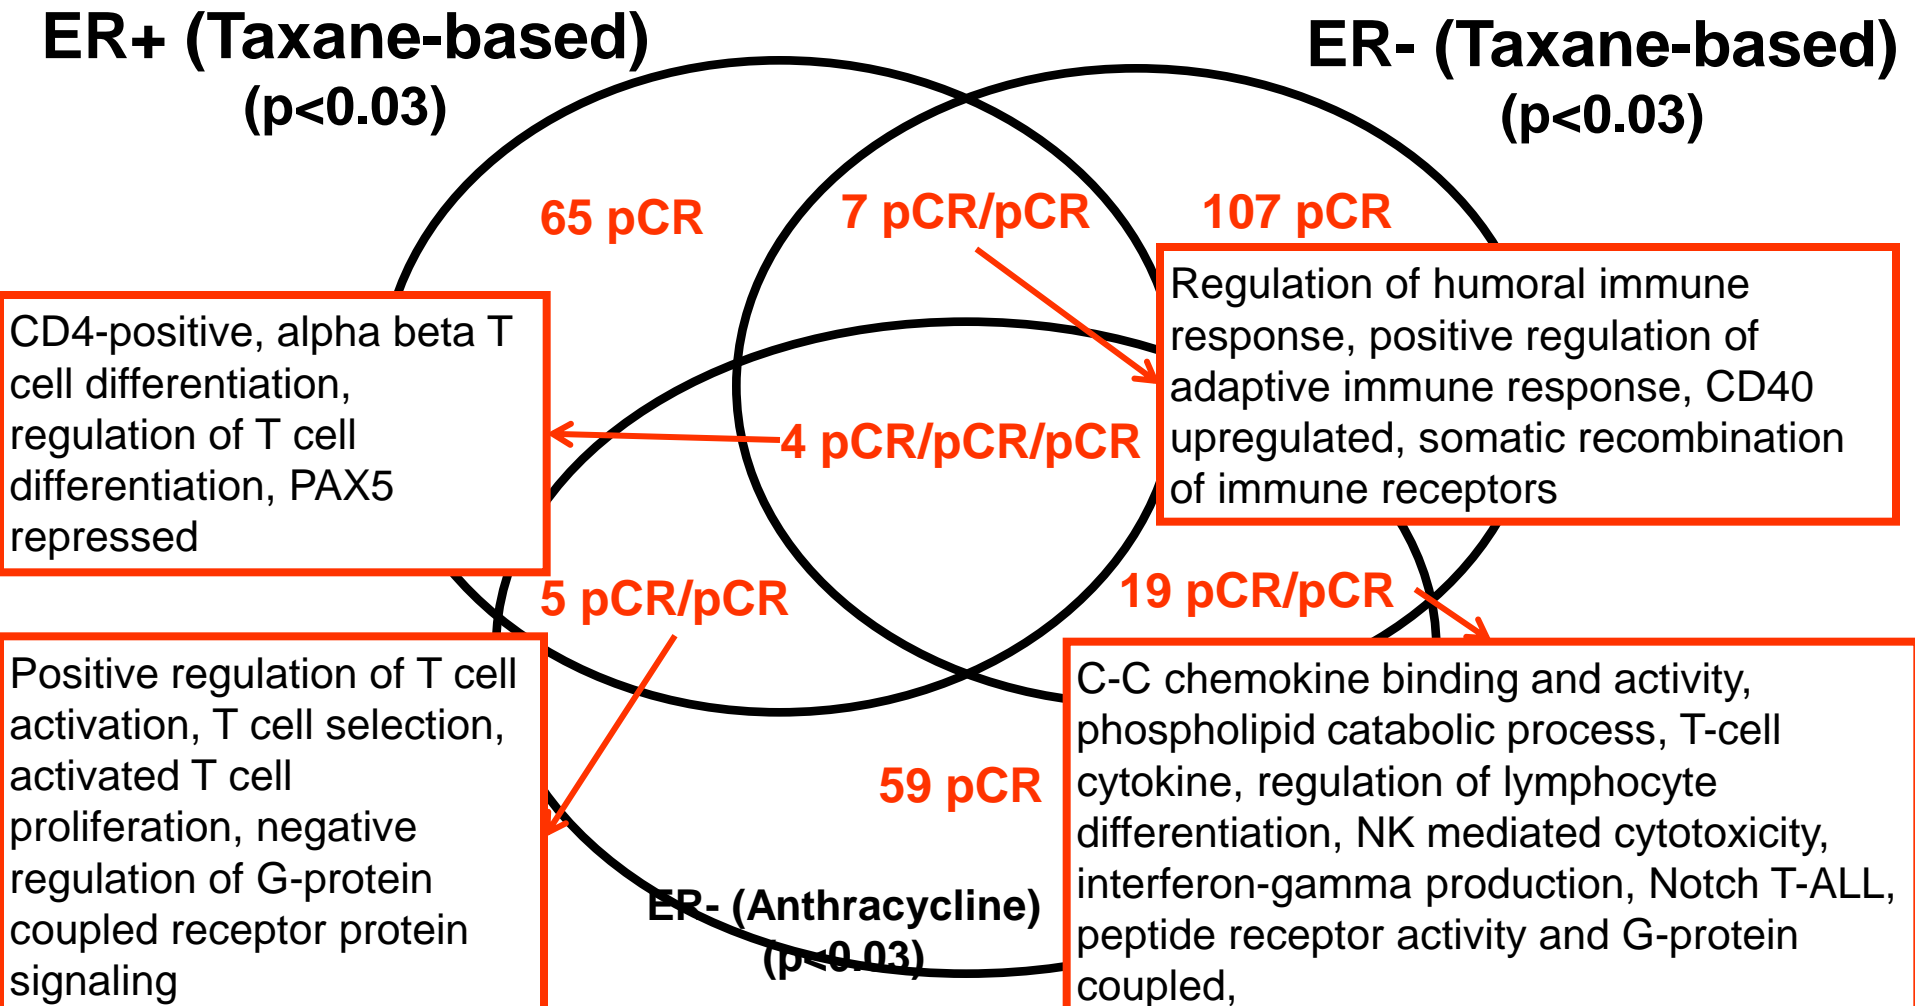 ER+ (Taxane-based)
(p<0.03)
ER- (Taxane-based)
(p<0.03)
65 pCR
7 pCR/pCR
107 pCR
CD4-positive, alpha beta T
cell differentiation,
regulation of T cell
differentiation, PAX5
repressed
Regulation of humoral immune
response, positive regulation of
adaptive immune response, CD40
upregulated, somatic recombination
of immune receptors
4 pCR/pCR/pCR
5 pCR/pCR
19 pCR/pCR
Positive regulation of T cell
activation, T cell selection,
activated T cell
proliferation, negative
regulation of G-protein
coupled receptor protein
signaling
59 pCR
ER- (Anthracycline)
(p<0.03)
C-C chemokine binding and activity,
phospholipid catabolic process, T-cell
cytokine, regulation of lymphocyte
differentiation, NK mediated cytotoxicity,
interferon-gamma production, Notch T-ALL,
peptide receptor activity and G-protein
coupled,